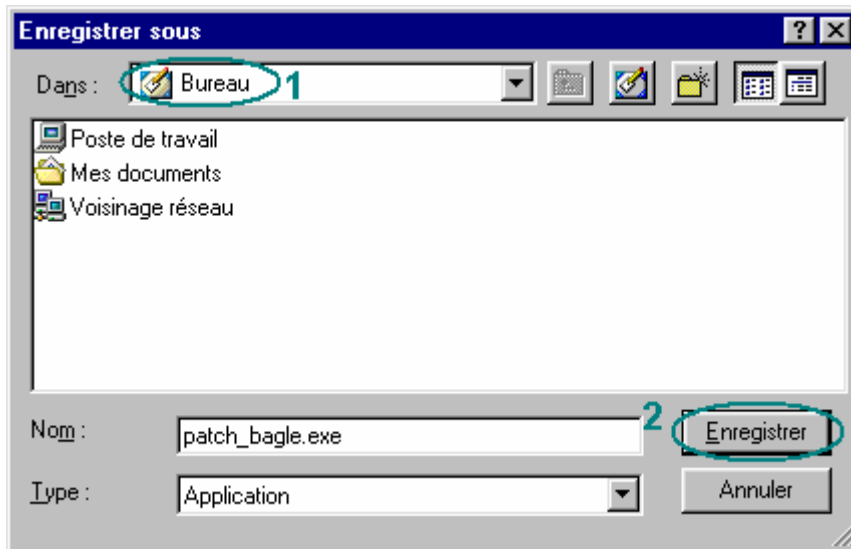 Enregistrer sous
Dans : Bureau 1
Poste de travail
Mes documents
Voisinage réseau
Nom : patch_bagle.exe 2 Enregistrer
Type : Application Annuler